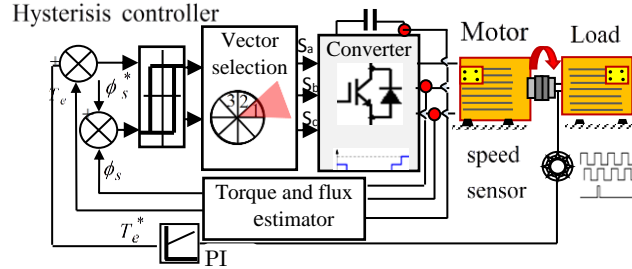 Hysterisis controller
Vector
selection
3
2
1
S_a
S_b
S_c
Converter
Motor
Load
+
T_e
ϕ_s^*
+
ϕ_s
Torque and flux
estimator
speed
sensor
T_e^*
PI